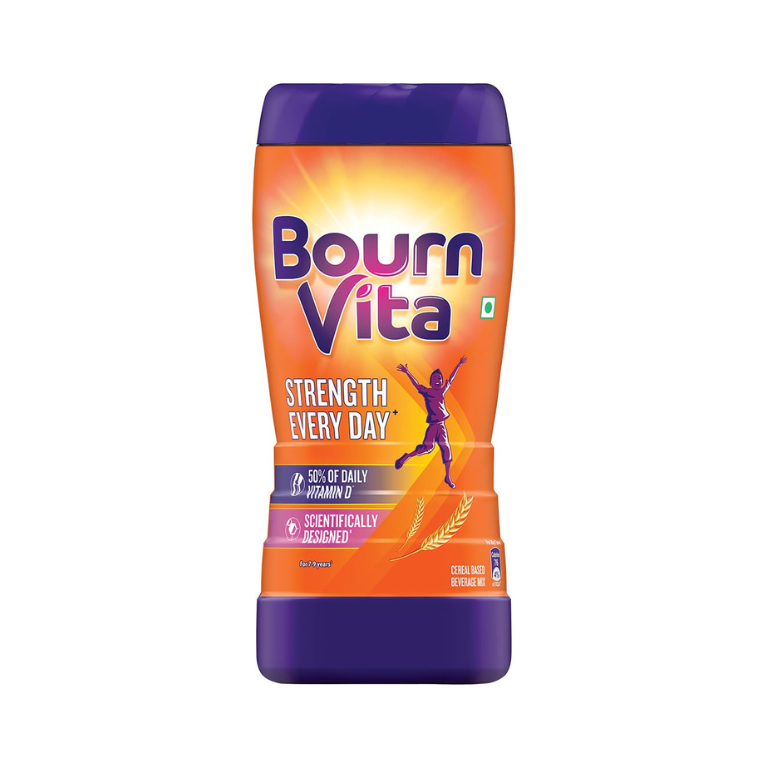 Bourn
Vita
STRENGTH
EVERY DAY+
50% OF DAILY
VITAMIN D
SCIENTIFICALLY
DESIGNED
for 7-9 years
CEREAL BASED
BEVERAGE MIX